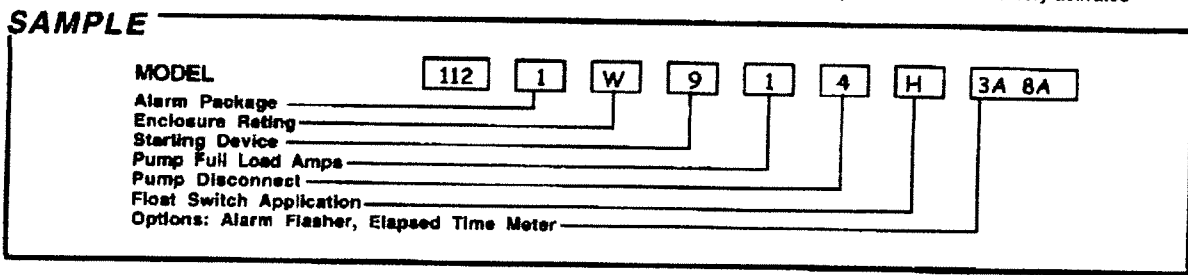 SAMPLE
MODEL 112 1 W 9 1 4 H 3A 8A
Alarm Package
Enclosure Rating
Starting Device
Pump Full Load Amps
Pump Disconnect
Float Switch Application
Options: Alarm Flasher, Elapsed Time Meter